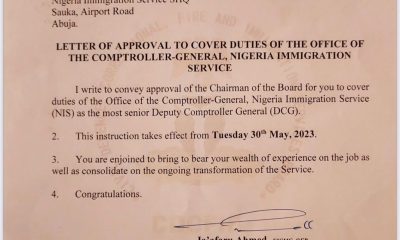 Nigeria Immigration Service SHQ
Sauka, Airport Road
Abuja.
LETTER OF APPROVAL TO COVER DUTIES OF THE OFFICE OF
THE COMPTROLLER-GENERAL, NIGERIA IMMIGRATION
SERVICE
I write to convey approval of the Chairman of the Board for you to cover
duties of the Office of the Comptroller-General, Nigeria Immigration Service
(NIS) as the most senior Deputy Comptroller General (DCG).
2. This instruction takes effect from Tuesday 30th May, 2023.
3. You are enjoined to bring to bear your wealth of experience on the job as
well as consolidate on the ongoing transformation of the Service.
4. Congratulations.
Ja'afaru Ahmed,